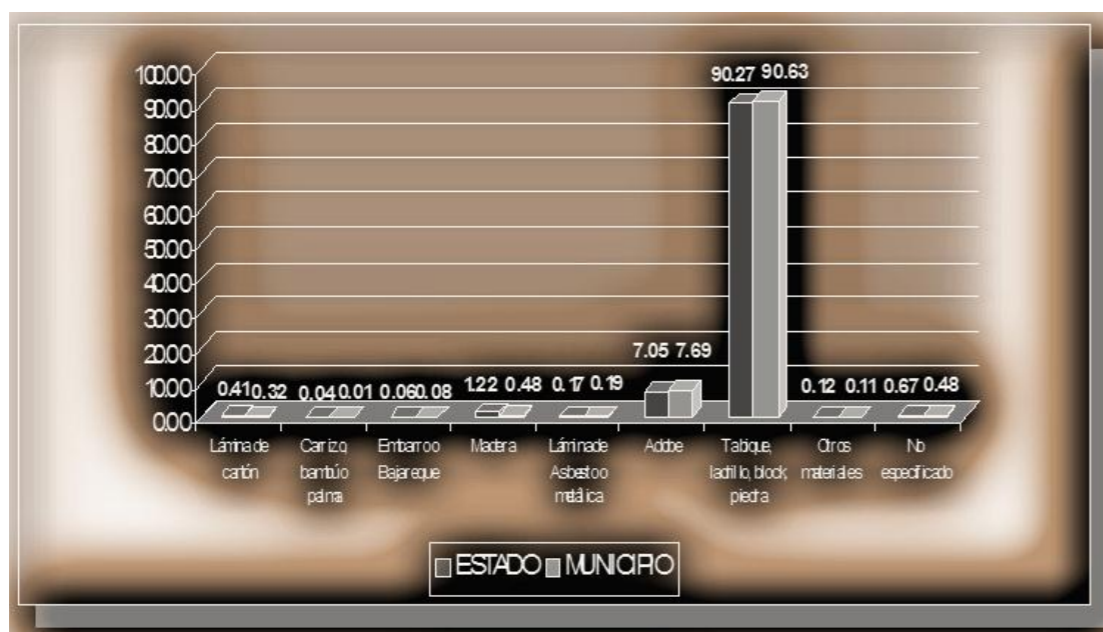 100.00
90.00
80.00
70.00
60.00
50.00
40.00
30.00
20.00
10.00
0.00
0.41 0.32 0.04 0.01 0.06 0.08 1.22 0.48 0.17 0.19 7.05 7.69 90.27 90.63 0.12 0.11 0.67 0.48
Lámina de
cartón
Carrizo,
bambú o
palma
Embarro o
Bajareque
Madera
Lámina de
Asbesto o
metálica
Adobe
Tabique,
ladrillo, block,
piedra
Otros
materiales
No
especificado
ESTADO MUNICIPIO